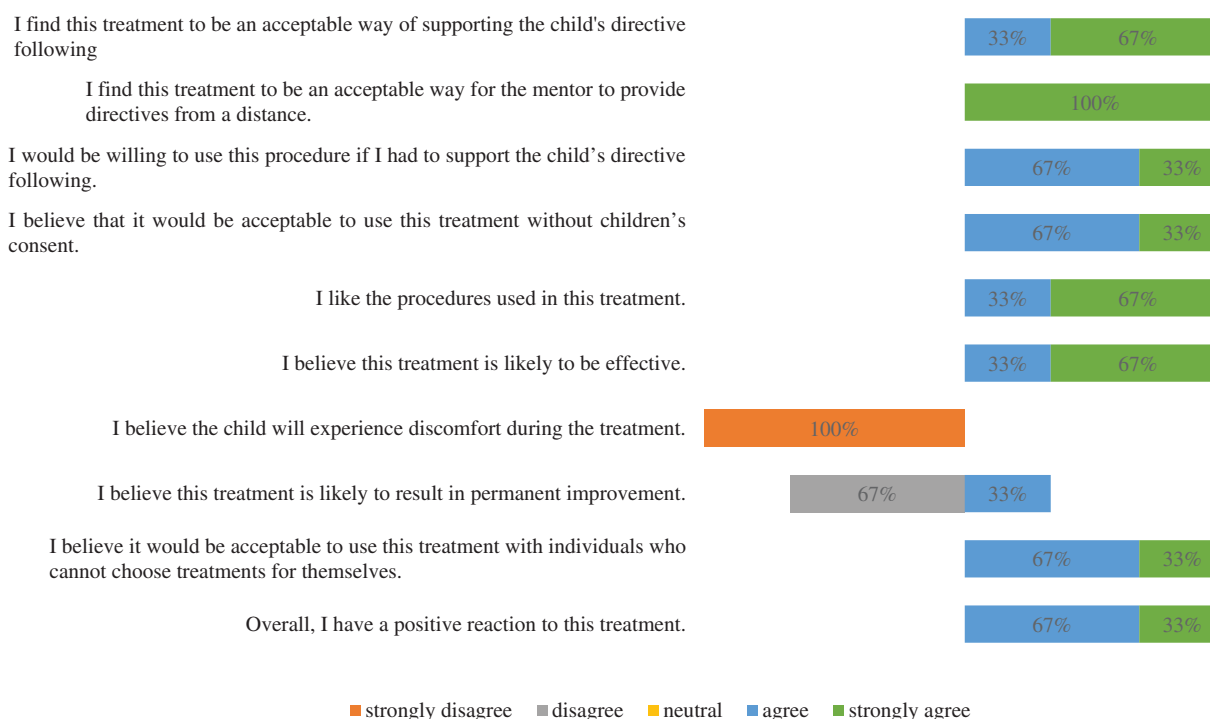 I find this treatment to be an acceptable way of supporting the child's directive
following
33% 67%
I find this treatment to be an acceptable way for the mentor to provide
directives from a distance.
100%
I would be willing to use this procedure if I had to support the child’s directive
following.
67% 33%
I believe that it would be acceptable to use this treatment without children’s
consent.
67% 33%
I like the procedures used in this treatment.
33% 67%
I believe this treatment is likely to be effective.
33% 67%
I believe the child will experience discomfort during the treatment.
100%
I believe this treatment is likely to result in permanent improvement.
67% 33%
I believe it would be acceptable to use this treatment with individuals who
cannot choose treatments for themselves.
67% 33%
Overall, I have a positive reaction to this treatment.
67% 33%
strongly disagree disagree neutral agree strongly agree